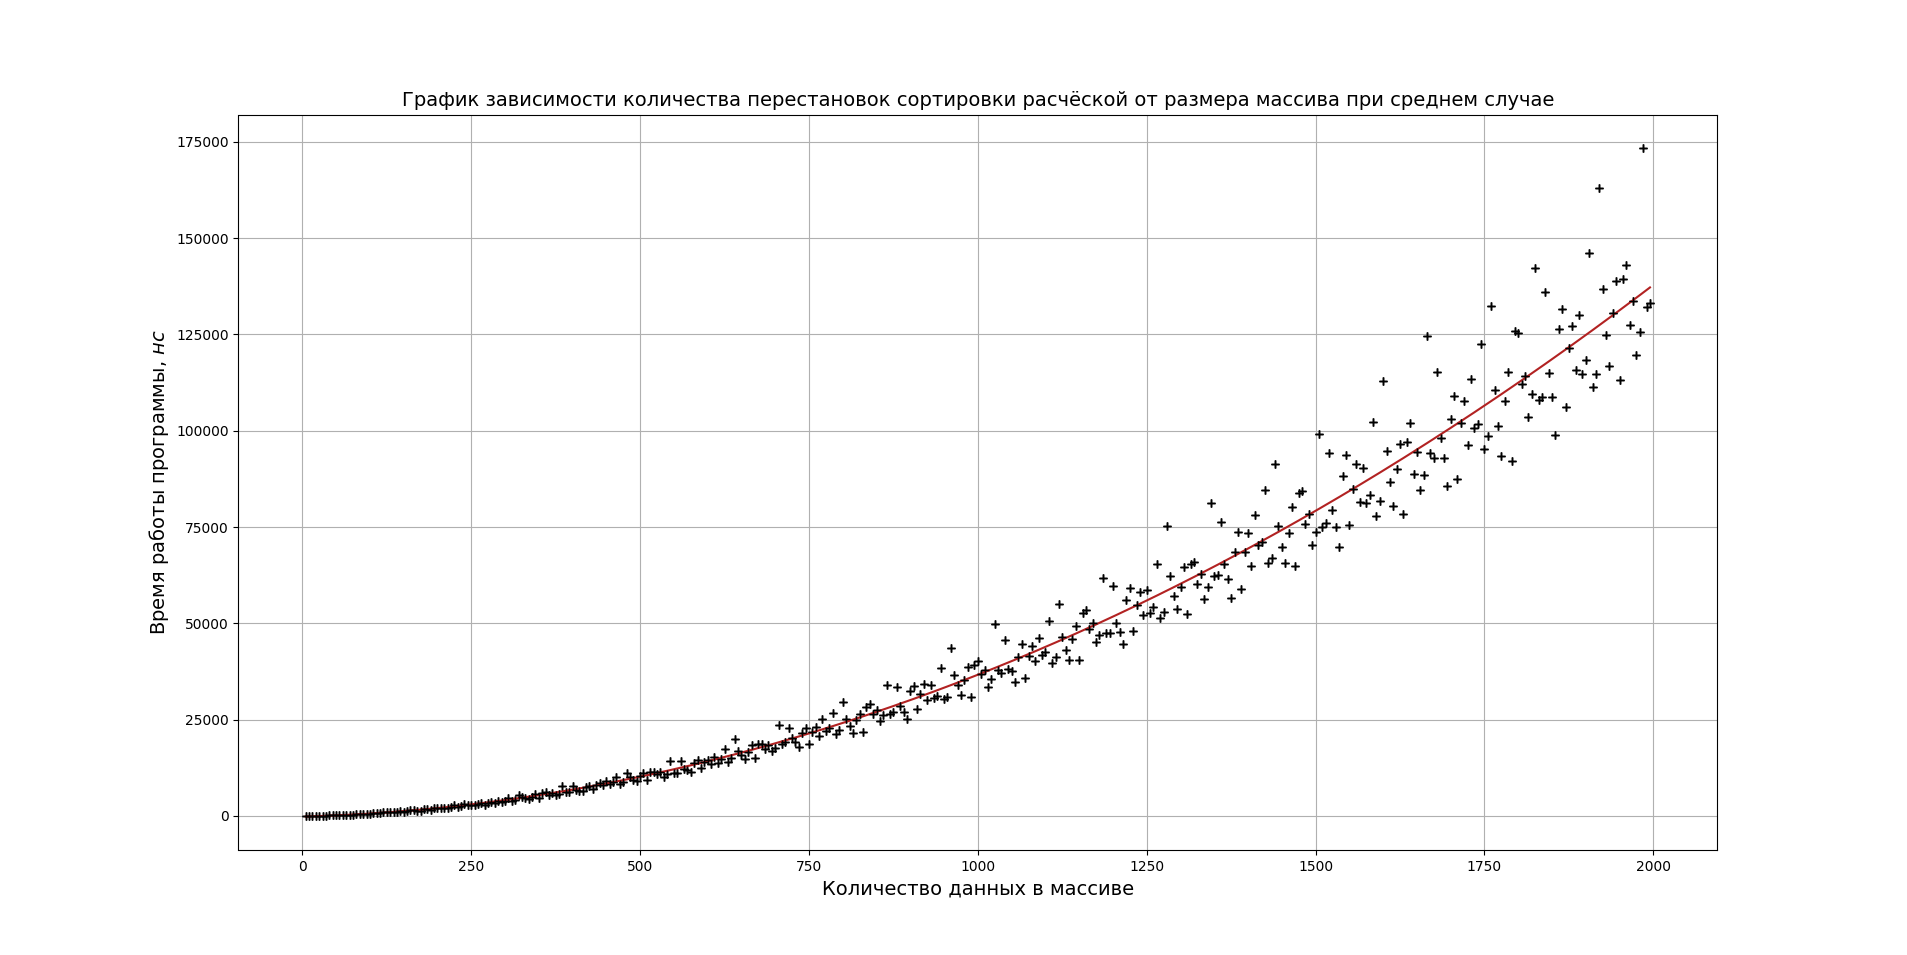 График зависимости количества перестановок сортировки расчёской от размера массива при среднем случае
175000
150000
125000
100000
75000
50000
25000
0
Время работы программы, нс
0 250 500 750 1000 1250 1500 1750 2000
Количество данных в массиве